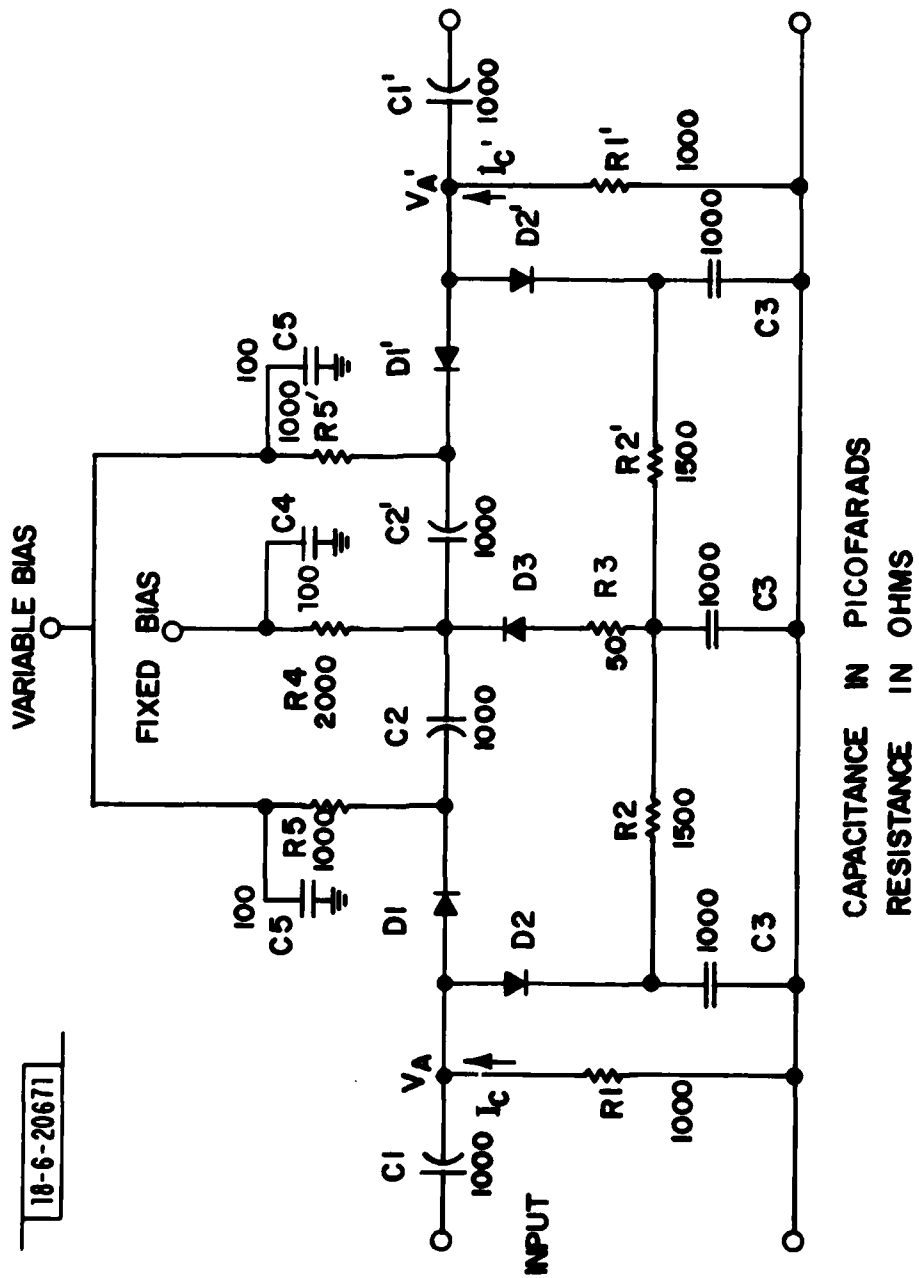 18-6-20671
VARIABLE BIAS
FIXED BIAS
100
C5
R5
1000
R4
2000
100
C4
100
C5
1000
R5'
INPUT
C1
1000
VA
IC
D1
C2
1000
C2'
1000
D1'
VA'
IC'
C1'
1000
R1
1000
D2
1000
C3
R2
1500
D3
R3
50
1000
C3
R2'
1500
D2'
1000
C3
R1'
1000
CAPACITANCE IN PICOFARADS
RESISTANCE IN OHMS